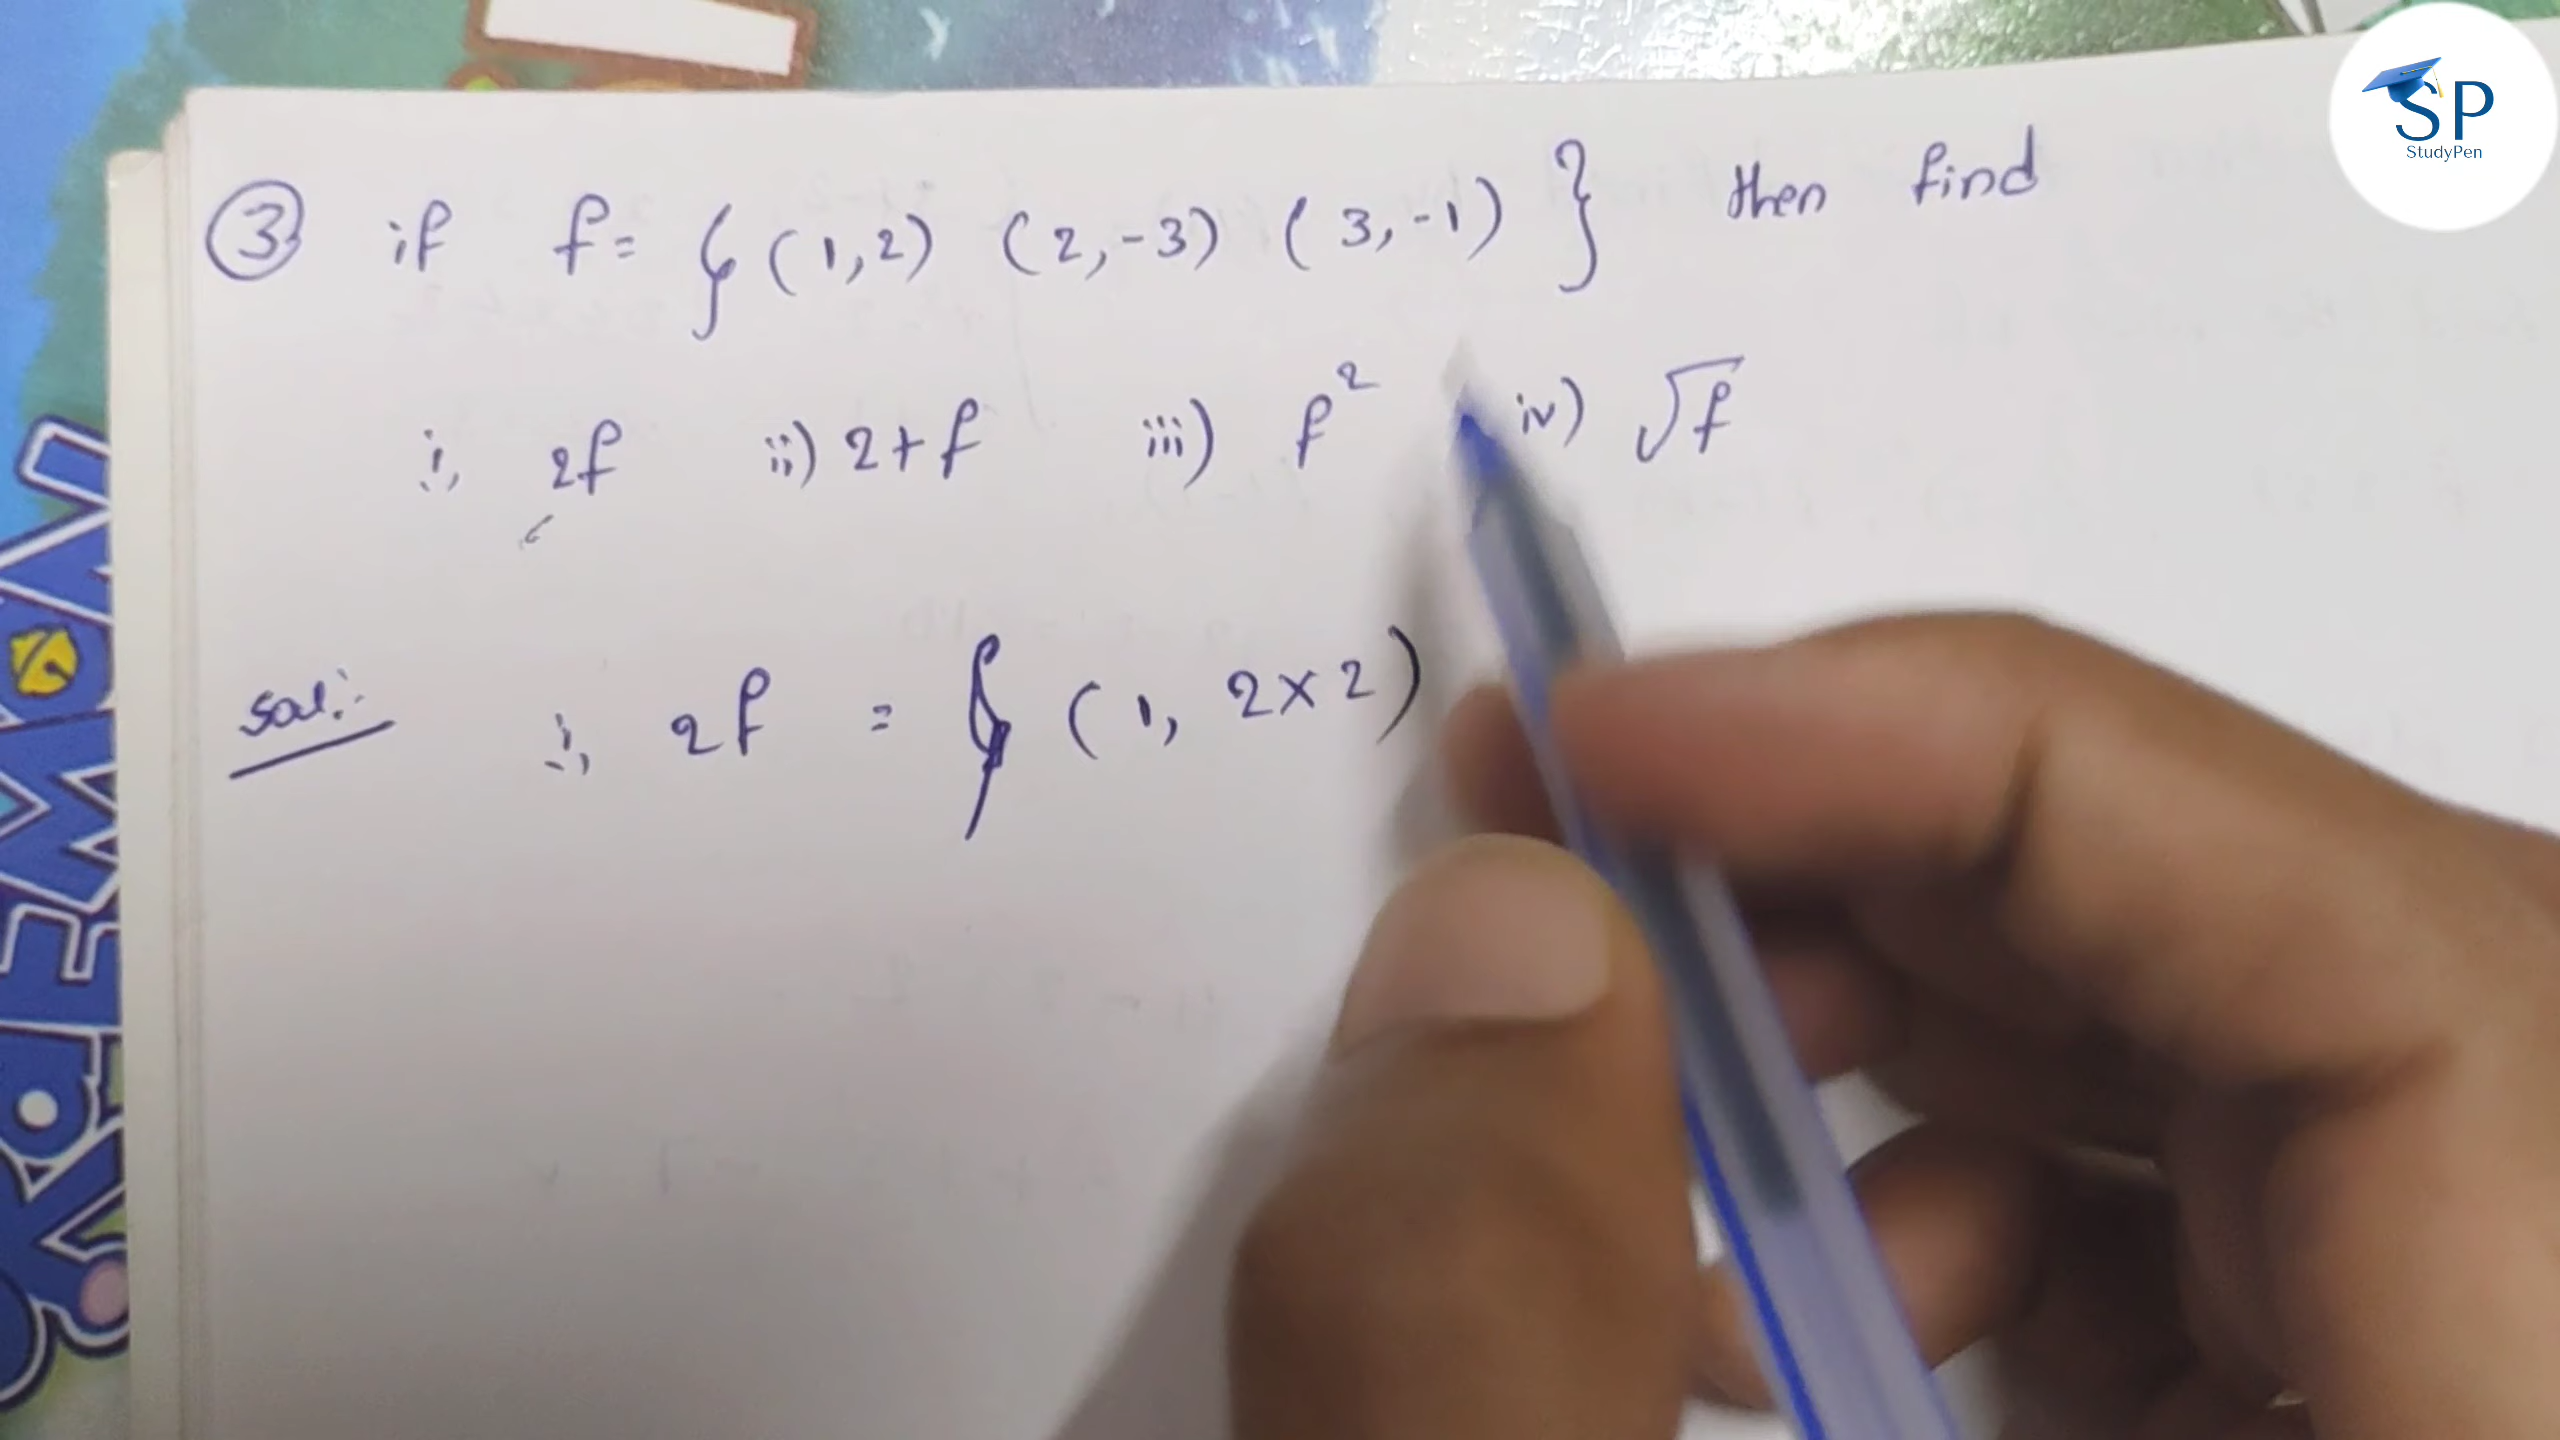 SP
StudyPen
③ if f= {(1,2) (2,-3) (3,-1)} then find
i, 2f ii) 2+f iii) f² iv) √f
Sol:-
i, 2f = { (1, 2×2)